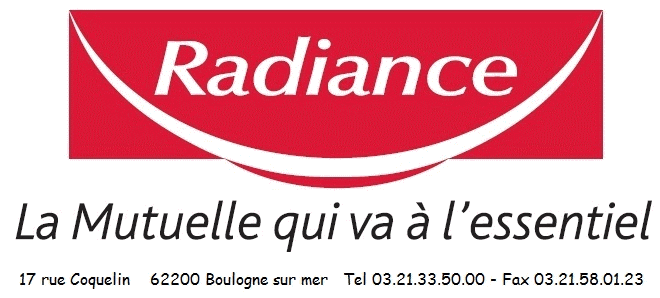 Radiance
La Mutuelle qui va à l'essentiel
17 rue Coquelin 62200 Boulogne sur mer Tel 03.21.33.50.00 - Fax 03.21.58.01.23